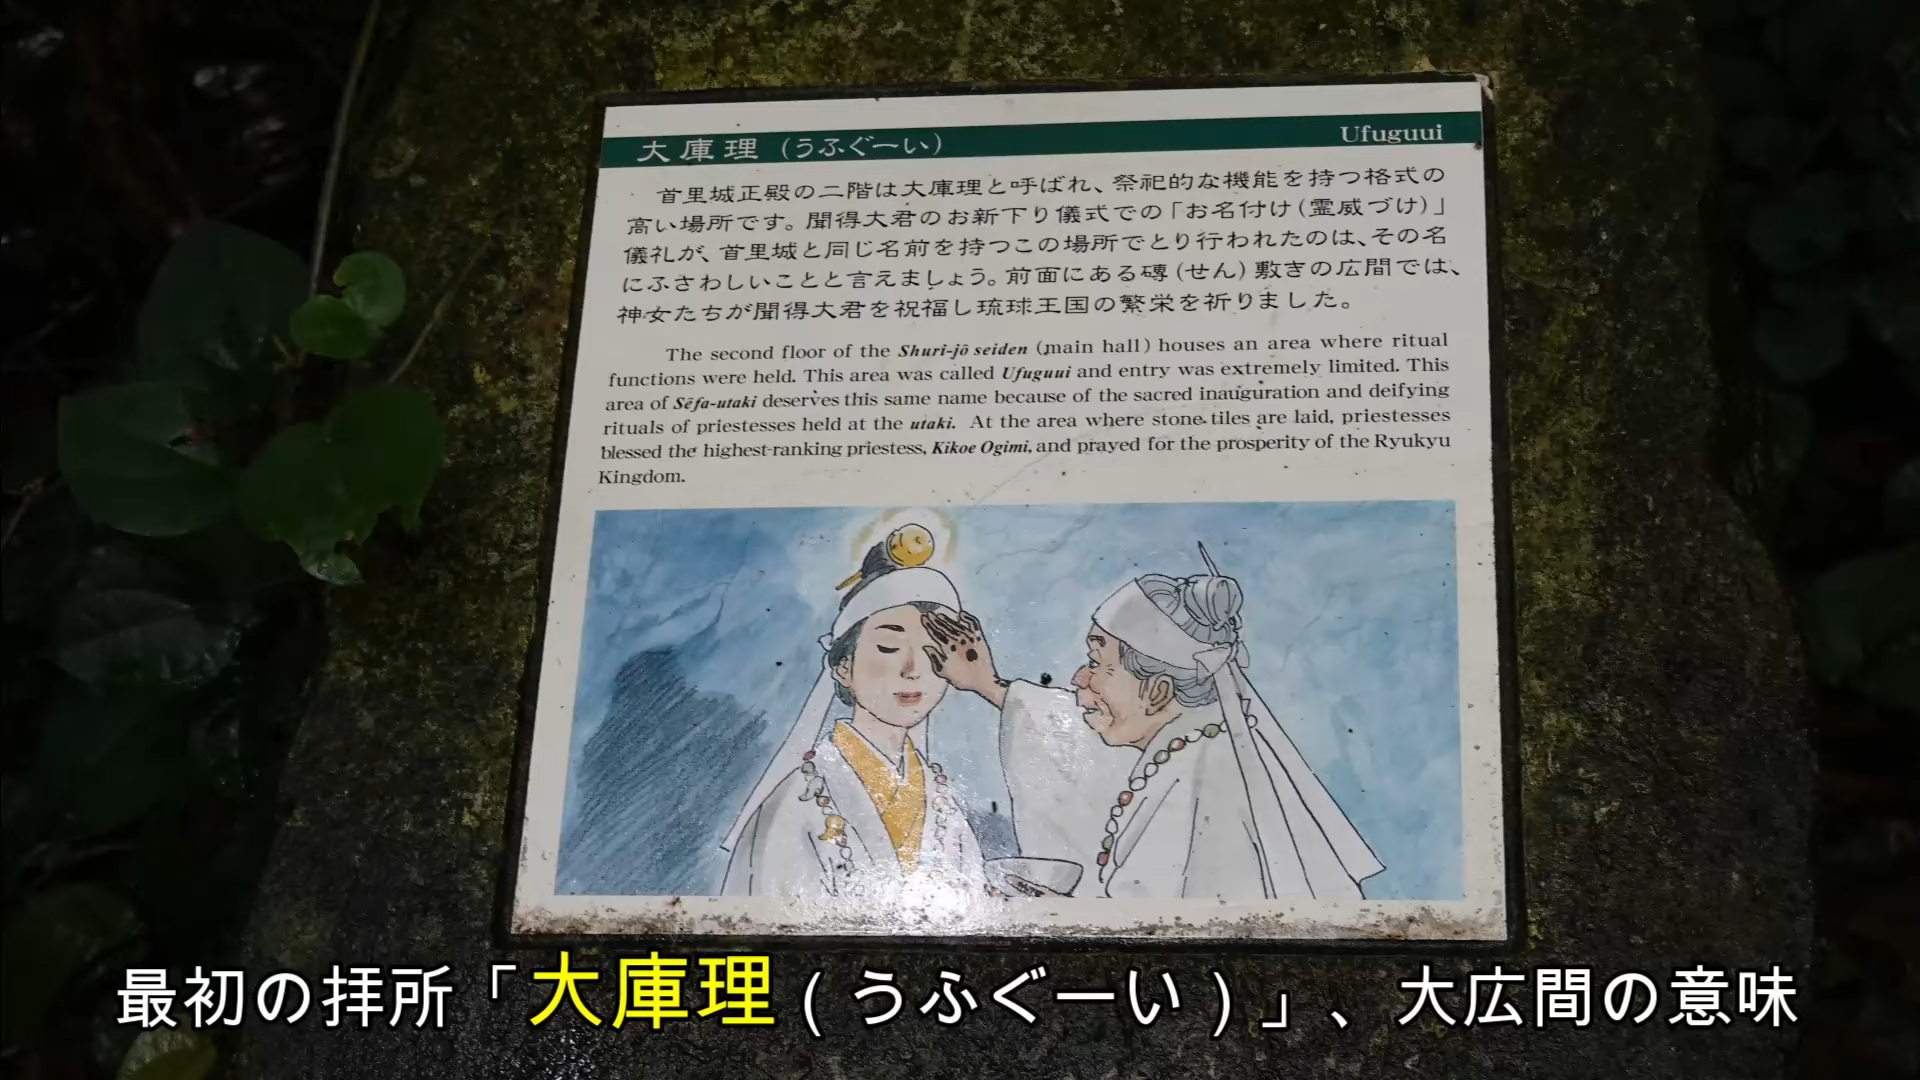 大庫理 (うふぐーい) Ufuguui
首里城正殿の二階は大庫理と呼ばれ、祭祀的な機能を持つ格式の
高い場所です。聞得大君のお新下り儀式での「お名付け(霊威づけ)」
儀礼が、首里城と同じ名前を持つこの場所でとり行われたのは、その名
にふさわしいことと言えましょう。前面にある磚(せん)敷きの広間では、
神女たちが聞得大君を祝福し琉球王国の繁栄を祈りました。
The second floor of the Shuri-jō seiden (main hall) houses an area where ritual
functions were held. This area was called Ufuguui and entry was extremely limited. This
area of Sēfa-utaki deserves this same name because of the sacred inauguration and deifying
rituals of priestesses held at the utaki. At the area where stone tiles are laid, priestesses
blessed the highest-ranking priestess, Kikoe Ogimi, and prayed for the prosperity of the Ryukyu
Kingdom.
最初の拝所「大庫理(うふぐーい)」、大広間の意味